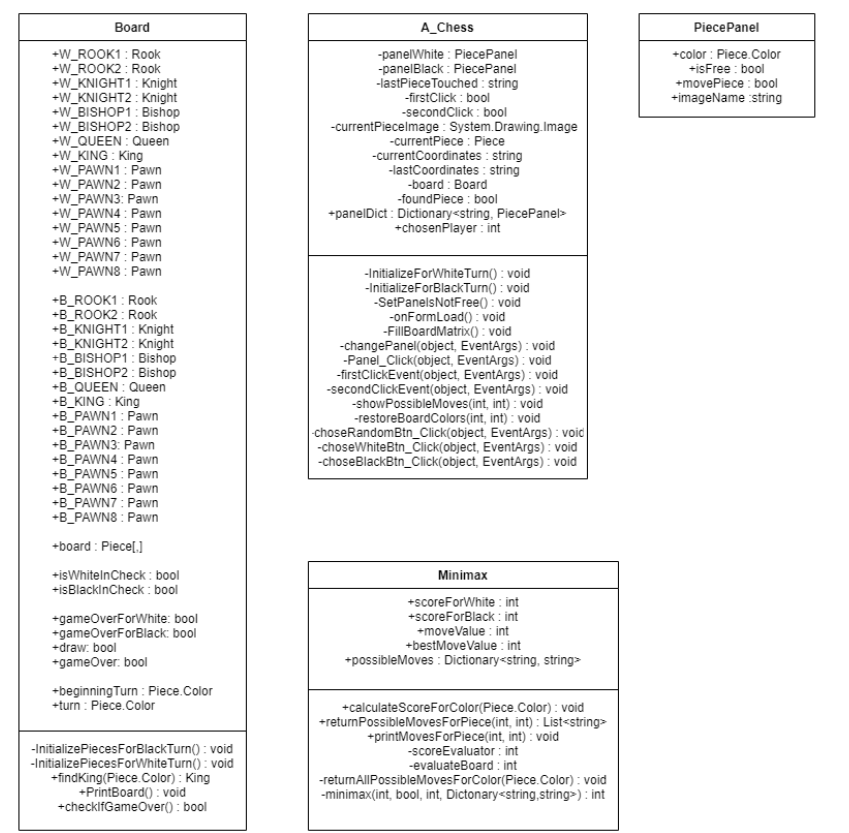 Board
+W_ROOK1 : Rook
+W_ROOK2 : Rook
+W_KNIGHT1 : Knight
+W_KNIGHT2 : Knight
+W_BISHOP1 : Bishop
+W_BISHOP2 : Bishop
+W_QUEEN : Queen
+W_KING : King
+W_PAWN1 : Pawn
+W_PAWN2 : Pawn
+W_PAWN3: Pawn
+W_PAWN4 : Pawn
+W_PAWN5 : Pawn
+W_PAWN6 : Pawn
+W_PAWN7 : Pawn
+W_PAWN8 : Pawn
+B_ROOK1 : Rook
+B_ROOK2 : Rook
+B_KNIGHT1 : Knight
+B_KNIGHT2 : Knight
+B_BISHOP1 : Bishop
+B_BISHOP2 : Bishop
+B_QUEEN : Queen
+B_KING : King
+B_PAWN1 : Pawn
+B_PAWN2 : Pawn
+B_PAWN3: Pawn
+B_PAWN4 : Pawn
+B_PAWN5 : Pawn
+B_PAWN6 : Pawn
+B_PAWN7 : Pawn
+B_PAWN8 : Pawn
+board : Piece[,]
+isWhiteInCheck : bool
+isBlackInCheck : bool
+gameOverForWhite: bool
+gameOverForBlack: bool
+draw: bool
+gameOver: bool
+beginningTurn : Piece.Color
+turn : Piece.Color
-InitializePiecesForBlackTurn() : void
-InitializePiecesForWhiteTurn() : void
+findKing(Piece.Color) : King
+PrintBoard() : void
+checkIfGameOver() : bool
A_Chess
-panelWhite : PiecePanel
-panelBlack : PiecePanel
-lastPieceTouched : string
-firstClick : bool
-secondClick : bool
-currentPieceImage : System.Drawing.Image
-currentPiece : Piece
-currentCoordinates : string
-lastCoordinates : string
-board : Board
-foundPiece : bool
+panelDict : Dictionary<string, PiecePanel>
+chosenPlayer : int
-InitializeForWhiteTurn() : void
-InitializeForBlackTurn() : void
-SetPanelsNotFree() : void
-onFormLoad() : void
-FillBoardMatrix() : void
-changePanel(object, EventArgs) : void
-Panel_Click(object, EventArgs) : void
-firstClickEvent(object, EventArgs) : void
-secondClickEvent(object, EventArgs) : void
-showPossibleMoves(int, int) : void
-restoreBoardColors(int, int) : void
-choseRandomBtn_Click(object, EventArgs) : void
-choseWhiteBtn_Click(object, EventArgs) : void
-choseBlackBtn_Click(object, EventArgs) : void
PiecePanel
+color : Piece.Color
+isFree : bool
+movePiece : bool
+imageName :string
Minimax
+scoreForWhite : int
+scoreForBlack : int
+moveValue : int
+bestMoveValue : int
+possibleMoves : Dictionary<string, string>
+calculateScoreForColor(Piece.Color) : void
+returnPossibleMovesForPiece(int, int) : List<string>
+printMovesForPiece(int, int) : void
-scoreEvaluator : int
-evaluateBoard : int
-returnAllPossibleMovesForColor(Piece.Color) : void
-minimax(int, bool, int, Dictonary<string,string>) : int